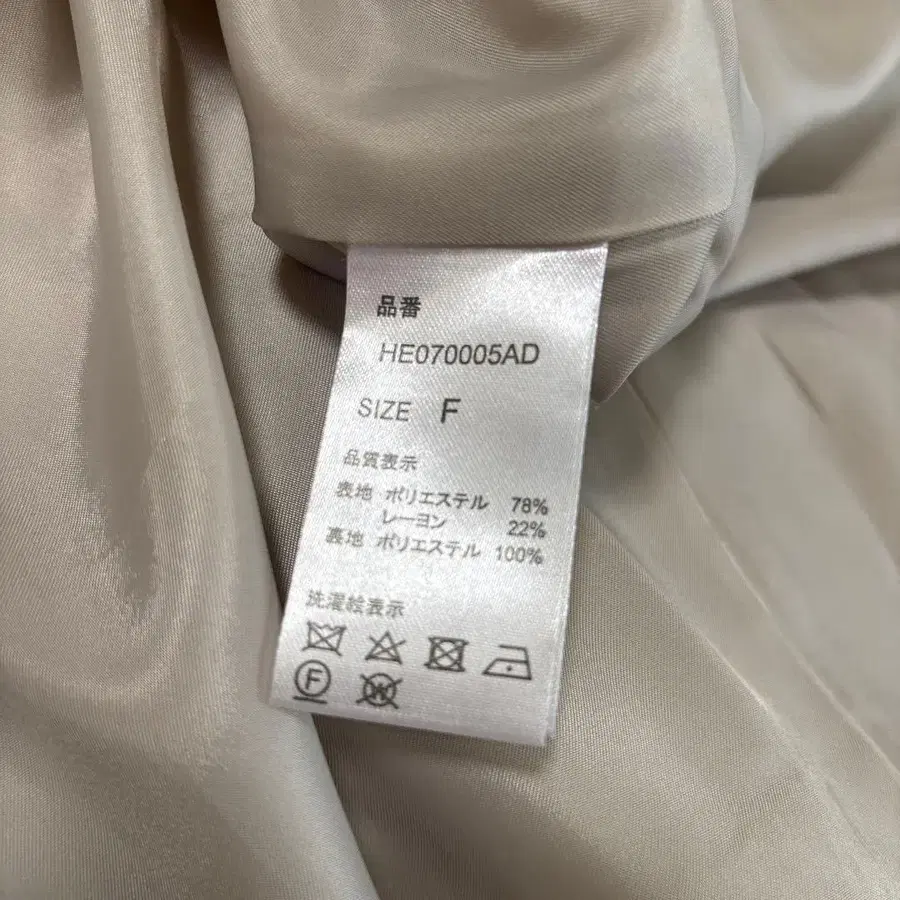 品番
HE070005AD
SIZE F
品質表示
表地 ポリエステル 78%
レーヨン 22%
裏地 ポリエステル 100%
洗濯絵表示
F
W